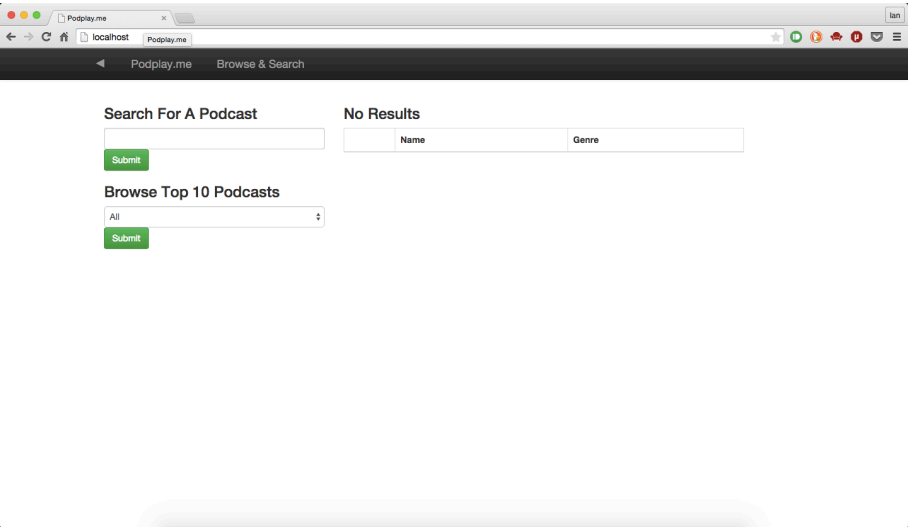 Podplay.me
Ian
localhost
Podplay.me
Podplay.me Browse & Search
Search For A Podcast
Submit
Browse Top 10 Podcasts
All
Submit
No Results
Name Genre